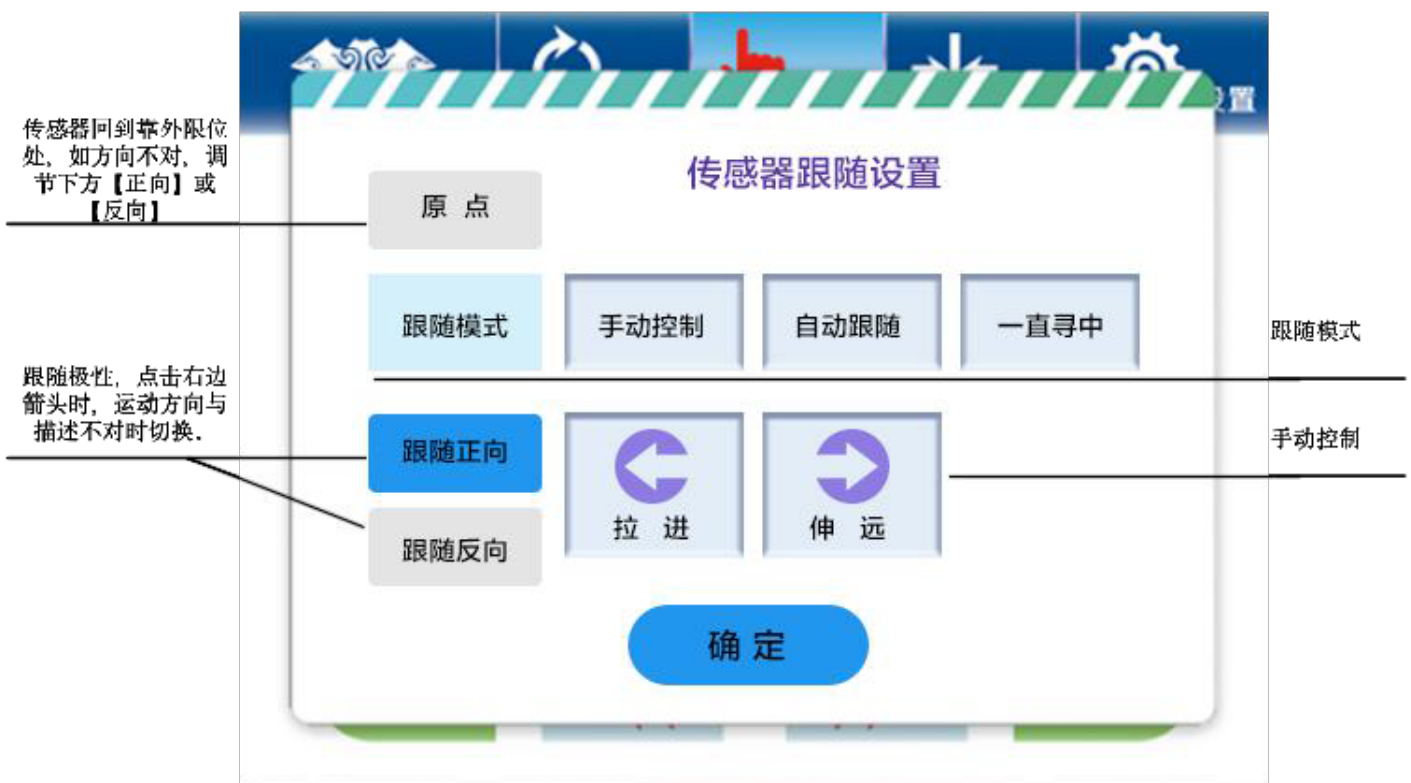 设置
传感器回到靠外限位
处，如方向不对，调
节下方【正向】或
【反向】
传感器跟随设置
原 点
跟随模式
手动控制
自动跟随
一直寻中
跟随模式
跟随极性，点击右边
箭头时，运动方向与
描述不对时切换．
跟随正向
跟随反向
拉 进
伸 远
手动控制
确 定